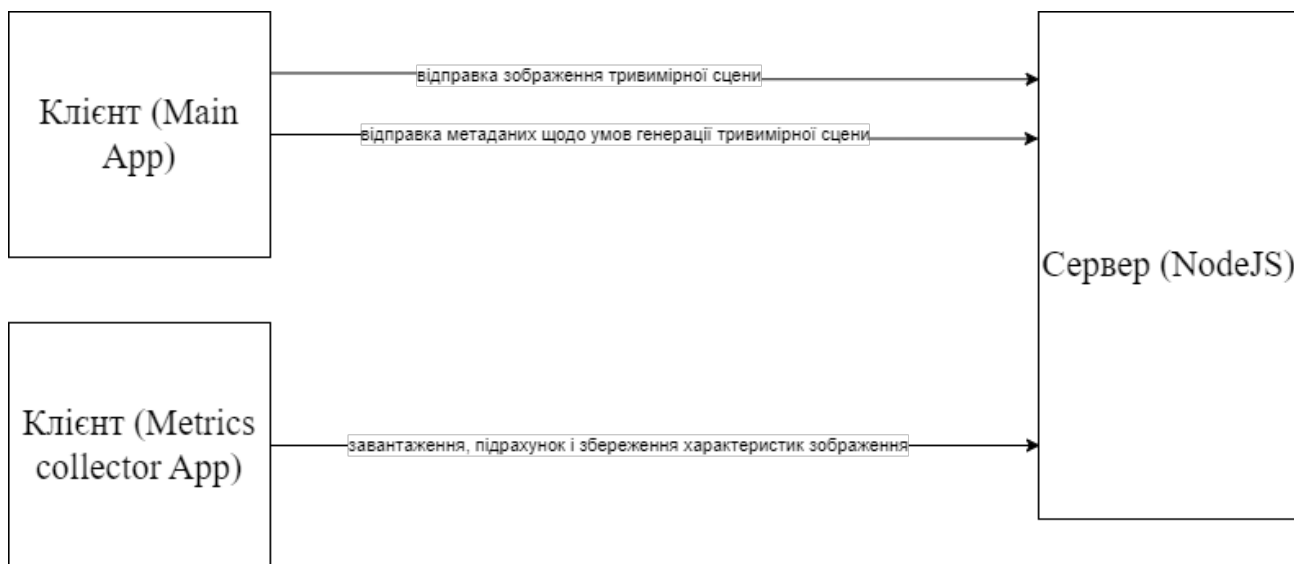 відправка зображення тривимірної сцени
Клієнт (Main
App)
відправка метаданих щодо умов генерації тривимірної сцени
Сервер (NodeJS)
Клієнт (Metrics
collector App)
завантаження, підрахунок і збереження характеристик зображення